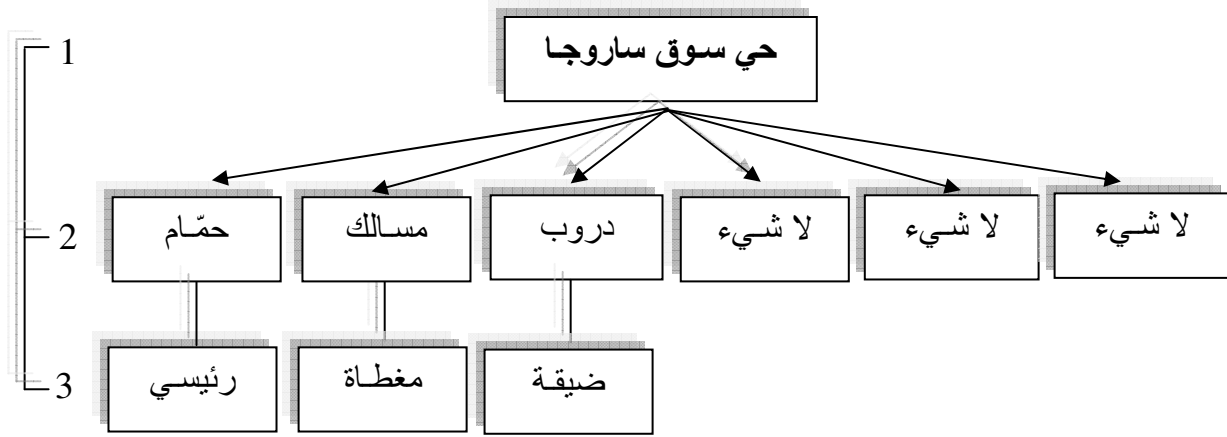 حي سوق ساروجا
1
لا شيء
لا شيء
لا شيء
دروب
مسالك
حمّام
2
ضيقة
مغطاة
رئيسي
3